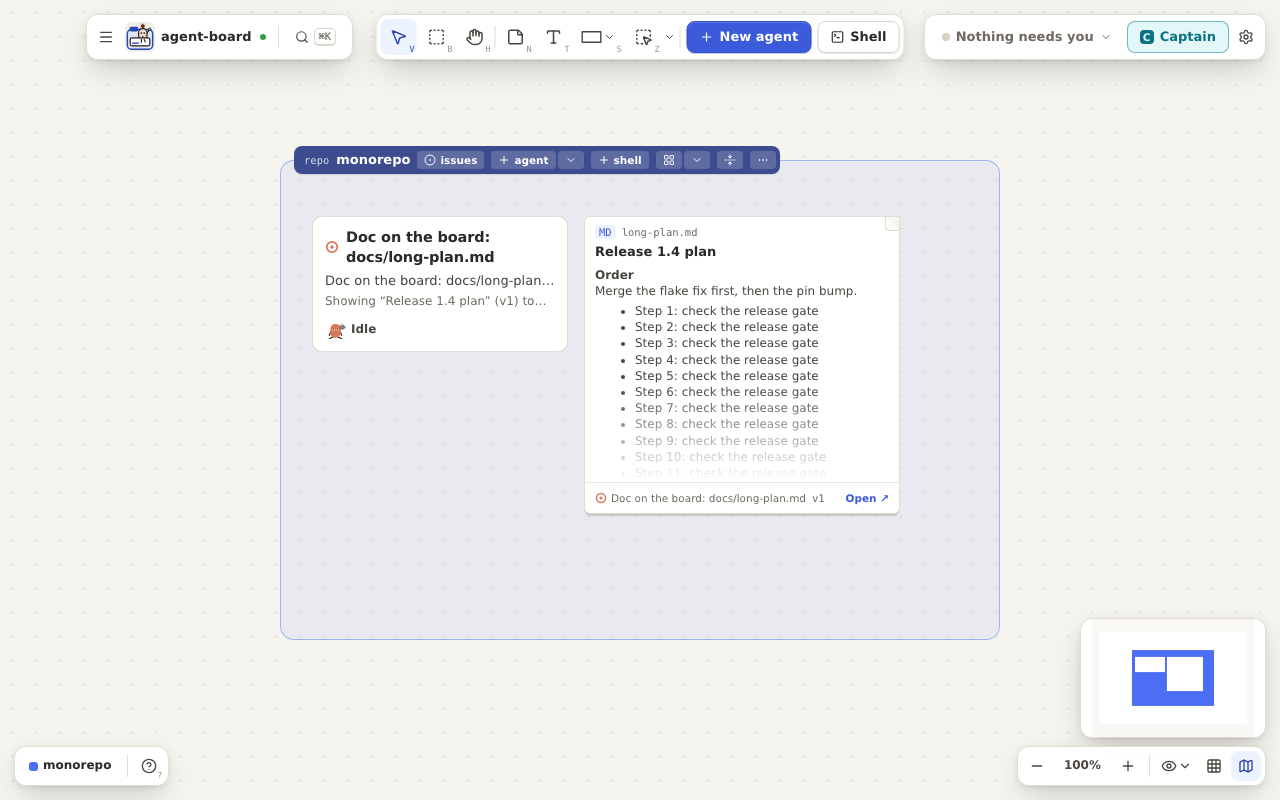 agent-board
⌘K
V
B
H
N
T
S
Z
+ New agent
Shell
Nothing needs you
C Captain
repo monorepo
issues
+ agent
+ shell
Doc on the board:
docs/long-plan.md
Doc on the board: docs/long-plan…
Showing “Release 1.4 plan” (v1) to…
Idle
MD long-plan.md
Release 1.4 plan
Order
Merge the flake fix first, then the pin bump.
• Step 1: check the release gate
• Step 2: check the release gate
• Step 3: check the release gate
• Step 4: check the release gate
• Step 5: check the release gate
• Step 6: check the release gate
• Step 7: check the release gate
• Step 8: check the release gate
• Step 9: check the release gate
• Step 10: check the release gate
• Step 11: check the release gate
Doc on the board: docs/long-plan.md v1
Open ↗
monorepo
?
100%